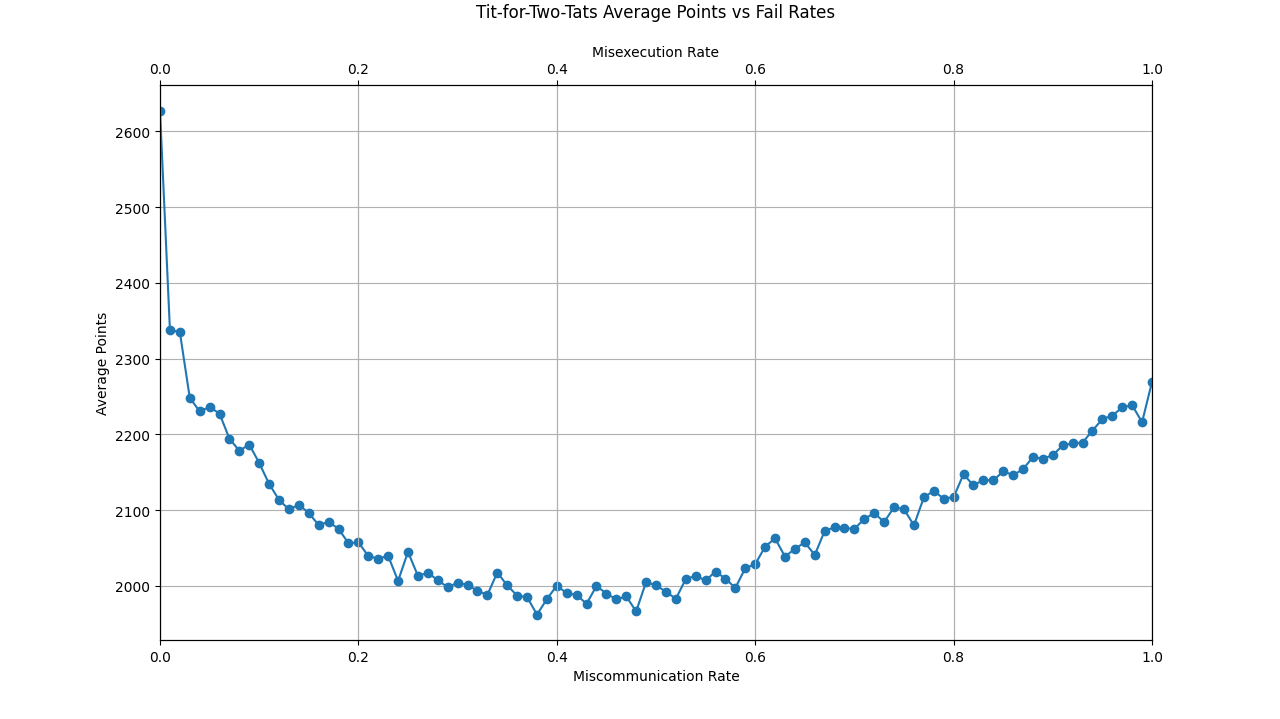 Tit-for-Two-Tats Average Points vs Fail Rates
Misexecution Rate
0.0 0.2 0.4 0.6 0.8 1.0
2600
2500
2400
2300
2200
2100
2000
Average Points
0.0 0.2 0.4 0.6 0.8 1.0
Miscommunication Rate